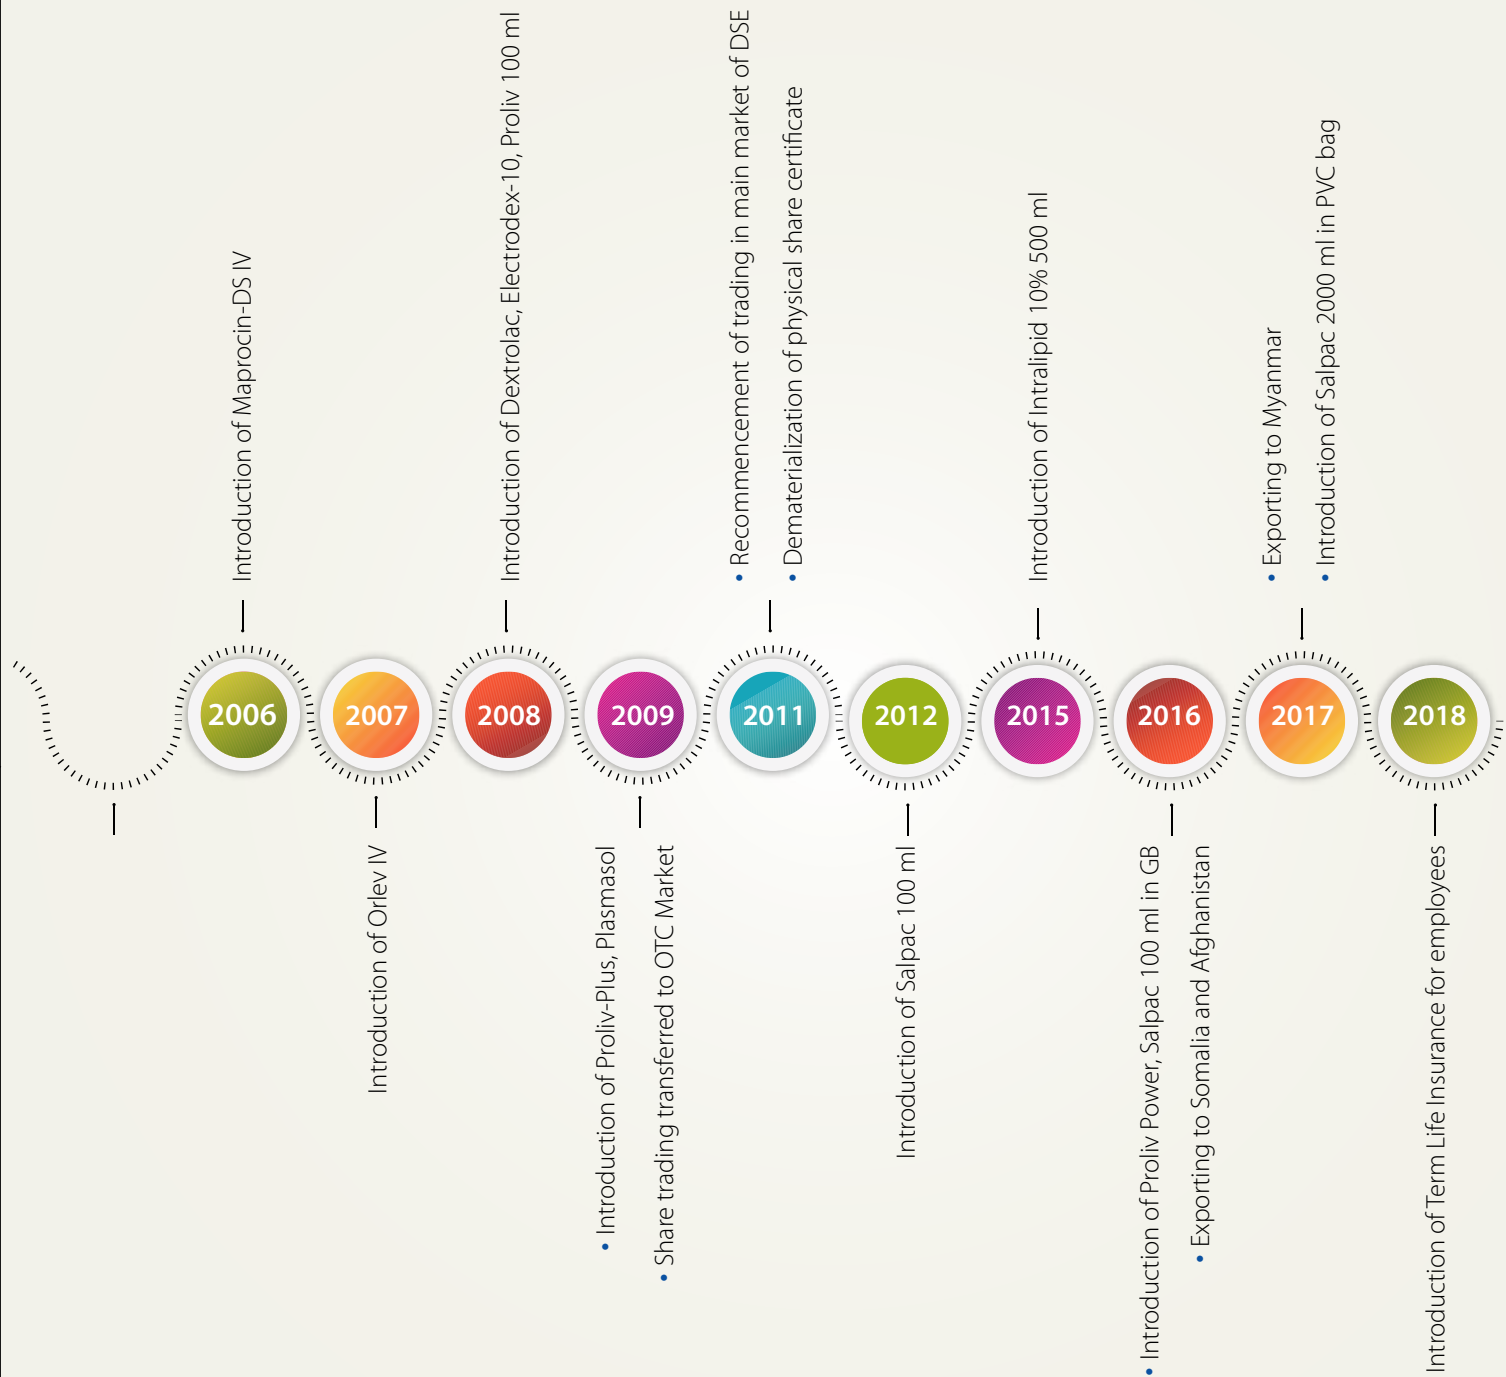 2006
Introduction of Maprocin-DS IV
2007
Introduction of Orlev IV
2008
Introduction of Dextrolac, Electrodex-10, Proliv 100 ml
2009
• Introduction of Proliv-Plus, Plasmasol
• Share trading transferred to OTC Market
2011
• Recommencement of trading in main market of DSE
• Dematerialization of physical share certificate
2012
Introduction of Salpac 100 ml
2015
Introduction of Intralipid 10% 500 ml
2016
• Introduction of Proliv Power, Salpac 100 ml in GB
• Exporting to Somalia and Afghanistan
2017
• Exporting to Myanmar
• Introduction of Salpac 2000 ml in PVC bag
2018
Introduction of Term Life Insurance for employees